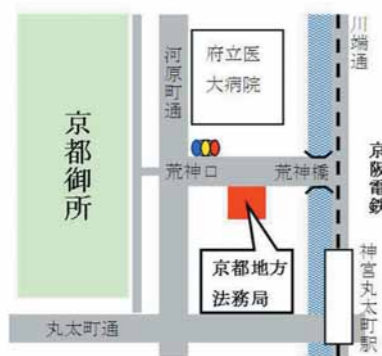 京都御所
河原町通
府立医
大病院
川端通
荒神口
荒神橋
京阪電鉄
京都地方
法務局
神宮丸太町駅
丸太町通